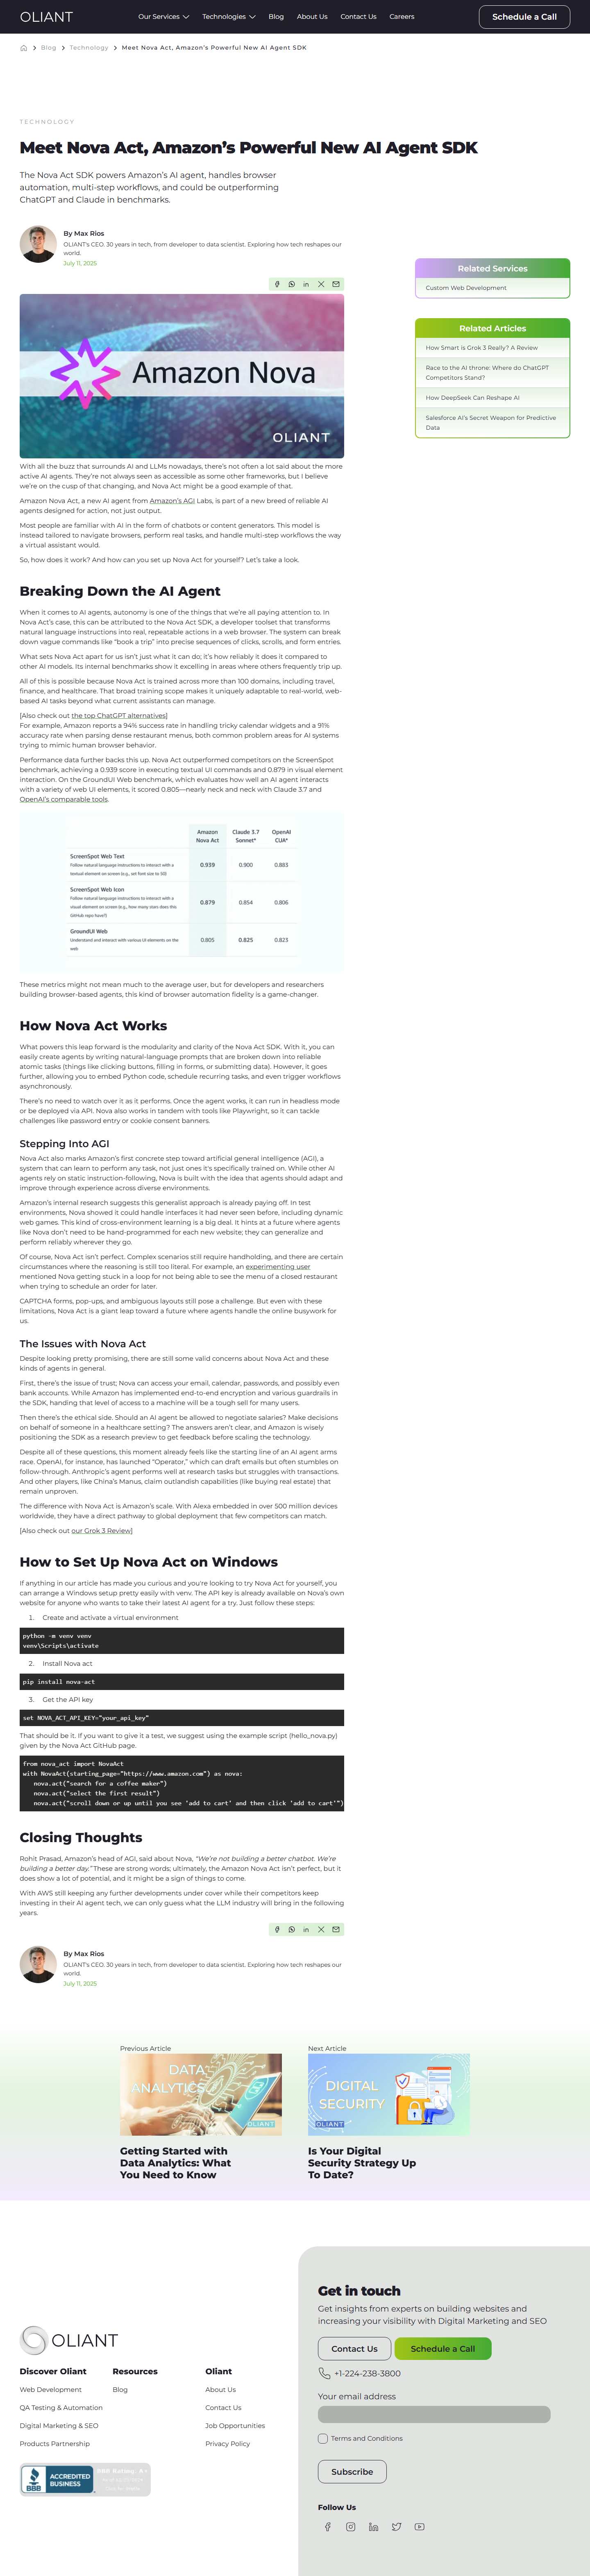 OLIANT
Our Services
Technologies
Blog
About Us
Contact Us
Careers
Schedule a Call
Blog
Technology
Meet Nova Act, Amazon's Powerful New AI Agent SDK
TECHNOLOGY
Meet Nova Act, Amazon's Powerful New AI Agent SDK
The Nova Act SDK powers Amazon's AI agent, handles browser
automation, multi-step workflows, and could be outperforming
ChatGPT and Claude in benchmarks.
By Max Rios
OLIANT's CEO, 30 years in tech, from developer to data scientist. Exploring how tech reshapes our
world.
July 11, 2025
Related Services
Custom Web Development
Related Articles
How Smart is Grok 3 Really? A Review
Race to the AI throne: Where do ChatGPT
Competitors Stand?
How DeepSeek Can Reshape AI
Salesforce AI's Secret Weapon for Predictive
Data
Amazon Nova
OLIANT
With all the buzz that surrounds AI and LLMs nowadays, there's not often a lot said about the more
active AI agents. They're not always seen as accessible as some other frameworks, but I believe
we're on the cusp of that changing, and Nova Act might be a good example of that.
Amazon Nova Act, a new AI agent from Amazon's AGI Labs, is part of a new breed of reliable AI
agents designed for action, not just output.
Most people are familiar with AI in the form of chatbots or content generators. This model is
instead tailored to navigate browsers, perform real tasks, and handle multi-step workflows the way
a virtual assistant would.
So, how does it work? And how can you set up Nova Act for yourself? Let's take a look.
Breaking Down the AI Agent
When it comes to AI agents, autonomy is one of the things that we're all paying attention to. In
Nova Act's case, this can be attributed to the Nova Act SDK, a developer toolset that transforms
natural language instructions into real, repeatable actions in a web browser. The system can break
down vague commands like "book a trip" into precise sequences of clicks, scrolls, and form entries.
What sets Nova Act apart for us isn't just what it can do; it's how reliably it does it compared to
other AI models. Its internal benchmarks show it excelling in areas where others frequently trip up.
All of this is possible because Nova Act is trained across more than 100 domains, including travel,
finance, and healthcare. That broad training scope makes it uniquely adaptable to real-world, web-
based AI tasks beyond what current assistants can manage.
[Also check out the top ChatGPT alternatives]
For example, Amazon reports a 94% success rate in handling tricky calendar widgets and a 91%
accuracy rate when parsing dense restaurant menus, both common problem areas for AI systems
trying to mimic human browser behavior.
Performance data further backs this up. Nova Act outperformed competitors on the ScreenSpot
benchmark, achieving a 0.939 score in executing textual UI commands and 0.879 in visual element
interaction. On the GroundUI Web benchmark, which evaluates how well an AI agent interacts
with a variety of web UI elements, it scored 0.805—nearly neck and neck with Claude 3.7 and
OpenAI's comparable tools.
Amazon
Nova Act
Claude 3.7
Sonnet*
OpenAI
CUA*
ScreenSpot Web Text
Follow natural language instructions to interact with a
textual element on screen (e.g., set font size to 30)
0.939
0.900
0.883
ScreenSpot Web Icon
Follow natural language instructions to interact with a
visual element on screen (e.g., how many stars does this
GitHub repo have?)
0.879
0.854
0.806
GroundUI Web
Understand and interact with various UI elements on the
web
0.805
0.825
0.823
These metrics might not mean much to the average user, but for developers and researchers
building browser-based agents, this kind of browser automation fidelity is a game-changer.
How Nova Act Works
What powers this leap forward is the modularity and clarity of the Nova Act SDK. With it, you can
easily create agents by writing natural-language prompts that are broken down into reliable
atomic tasks (things like clicking buttons, filling in forms, or submitting data). However, it goes
further, allowing you to embed Python code, schedule recurring tasks, and even trigger workflows
asynchronously.
There's no need to watch over it as it performs. Once the agent works, it can run in headless mode
or be deployed via API. Nova also works in tandem with tools like Playwright, so it can tackle
challenges like password entry or cookie consent banners.
Stepping Into AGI
Nova Act also marks Amazon's first concrete step toward artificial general intelligence (AGI), a
system that can learn to perform any task, not just ones it's specifically trained on. While other AI
agents rely on static instruction-following, Nova is built with the idea that agents should adapt and
improve through experience across diverse environments.
Amazon's internal research suggests this generalist approach is already paying off. In test
environments, Nova showed it could handle interfaces it had never seen before, including dynamic
web games. This kind of cross-environment learning is a big deal. It hints at a future where agents
like Nova don't need to be hand-programmed for each new website; they can generalize and
perform reliably wherever they go.
Of course, Nova Act isn't perfect. Complex scenarios still require handholding, and there are certain
circumstances where the reasoning is still too literal. For example, an experimenting user
mentioned Nova getting stuck in a loop for not being able to see the menu of a closed restaurant
when trying to schedule an order for later.
CAPTCHA forms, pop-ups, and ambiguous layouts still pose a challenge. But even with these
limitations, Nova Act is a giant leap toward a future where agents handle the online busywork for
us.
The Issues with Nova Act
Despite looking pretty promising, there are still some valid concerns about Nova Act and these
kinds of agents in general.
First, there's the issue of trust; Nova can access your email, calendar, passwords, and possibly even
bank accounts. While Amazon has implemented end-to-end encryption and various guardrails in
the SDK, handing that level of access to a machine will be a tough sell for many users.
Then there's the ethical side. Should an AI agent be allowed to negotiate salaries? Make decisions
on behalf of someone in a healthcare setting? The answers aren't clear, and Amazon is wisely
positioning the SDK as a research preview to get feedback before scaling the technology.
Despite all of these questions, this moment already feels like the starting line of an AI agent arms
race. OpenAI, for instance, has launched "Operator," which can draft emails but often stumbles on
follow-through. Anthropic's agent performs well at research tasks but struggles with transactions.
And other players, like China's Manus, claim outlandish capabilities (like buying real estate) that
remain unproven.
The difference with Nova Act is Amazon's scale. With Alexa embedded in over 500 million devices
worldwide, they have a direct pathway to global deployment that few competitors can match.
[Also check out our Grok 3 Review]
How to Set Up Nova Act on Windows
If anything in our article has made you curious and you're looking to try Nova Act for yourself, you
can arrange a Windows setup pretty easily with venv. The API key is already available on Nova's own
website for anyone who wants to take their latest AI agent for a try. Just follow these steps:
1. Create and activate a virtual environment
python -m venv venv
venv\Scripts\activate
2. Install Nova act
pip install nova-act
3. Get the API key
set NOVA_ACT_API_KEY="your_api_key"
That should be it. If you want to give it a test, we suggest using the example script (hello_nova.py)
given by the Nova Act GitHub page.
from nova_act import NovaAct
with NovaAct(starting_page="https://www.amazon.com") as nova:
nova.act("search for a coffee maker")
nova.act("select the first result")
nova.act("scroll down or up until you see 'add to cart' and then click 'add to cart'")
Closing Thoughts
Rohit Prasad, Amazon's head of AGI, said about Nova, "We're not building a better chatbot. We're
building a better day." These are strong words; ultimately, the Amazon Nova Act isn't perfect, but it
does show a lot of potential, and it might be a sign of things to come.
With AWS still keeping any further developments under cover while their competitors keep
investing in their AI agent tech, we can only guess what the LLM industry will bring in the following
years.
By Max Rios
OLIANT's CEO, 30 years in tech, from developer to data scientist. Exploring how tech reshapes our
world.
July 11, 2025
Previous Article
DATA
ANALYTICS
OLIANT
Getting Started with
Data Analytics: What
You Need to Know
Next Article
DIGITAL
SECURITY
OLIANT
Is Your Digital
Security Strategy Up
To Date?
OLIANT
Discover Oliant
Web Development
QA Testing & Automation
Digital Marketing & SEO
Products Partnership
Resources
Blog
Oliant
About Us
Contact Us
Job Opportunities
Privacy Policy
BBB
ACCREDITED
BUSINESS
BBB Rating: A+
Get in touch
Get insights from experts on building websites and
increasing your visibility with Digital Marketing and SEO
Contact Us
Schedule a Call
+1-224-238-3800
Your email address
Terms and Conditions
Subscribe
Follow Us